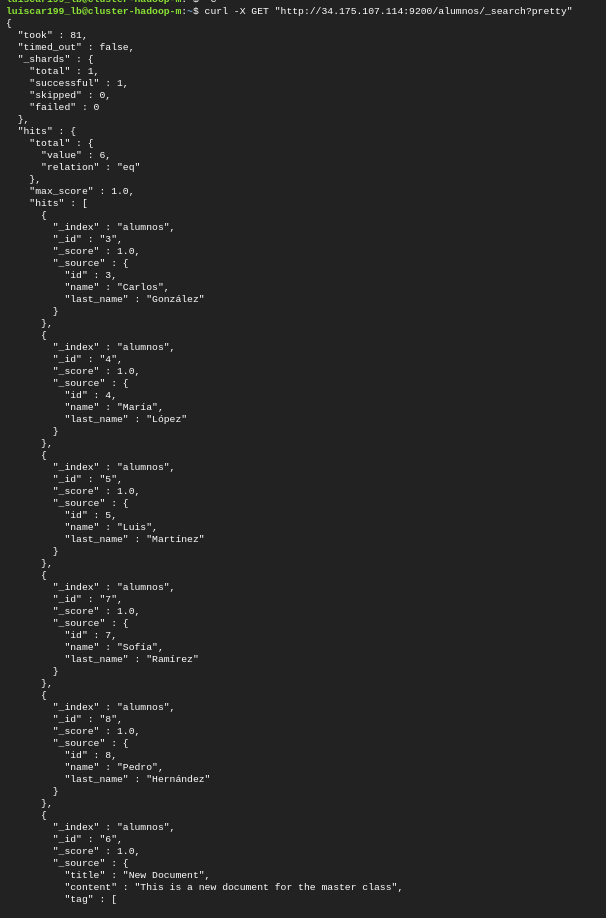 luiscar199_lb@cluster-hadoop-m:~$ ^C
luiscar199_lb@cluster-hadoop-m:~$ curl -X GET "http://34.175.107.114:9200/alumnos/_search?pretty"
{
  "took" : 81,
  "timed_out" : false,
  "_shards" : {
    "total" : 1,
    "successful" : 1,
    "skipped" : 0,
    "failed" : 0
  },
  "hits" : {
    "total" : {
      "value" : 6,
      "relation" : "eq"
    },
    "max_score" : 1.0,
    "hits" : [
      {
        "_index" : "alumnos",
        "_id" : "3",
        "_score" : 1.0,
        "_source" : {
          "id" : 3,
          "name" : "Carlos",
          "last_name" : "González"
        }
      },
      {
        "_index" : "alumnos",
        "_id" : "4",
        "_score" : 1.0,
        "_source" : {
          "id" : 4,
          "name" : "María",
          "last_name" : "López"
        }
      },
      {
        "_index" : "alumnos",
        "_id" : "5",
        "_score" : 1.0,
        "_source" : {
          "id" : 5,
          "name" : "Luis",
          "last_name" : "Martínez"
        }
      },
      {
        "_index" : "alumnos",
        "_id" : "7",
        "_score" : 1.0,
        "_source" : {
          "id" : 7,
          "name" : "Sofía",
          "last_name" : "Ramírez"
        }
      },
      {
        "_index" : "alumnos",
        "_id" : "8",
        "_score" : 1.0,
        "_source" : {
          "id" : 8,
          "name" : "Pedro",
          "last_name" : "Hernández"
        }
      },
      {
        "_index" : "alumnos",
        "_id" : "6",
        "_score" : 1.0,
        "_source" : {
          "title" : "New Document",
          "content" : "This is a new document for the master class",
          "tag" : [